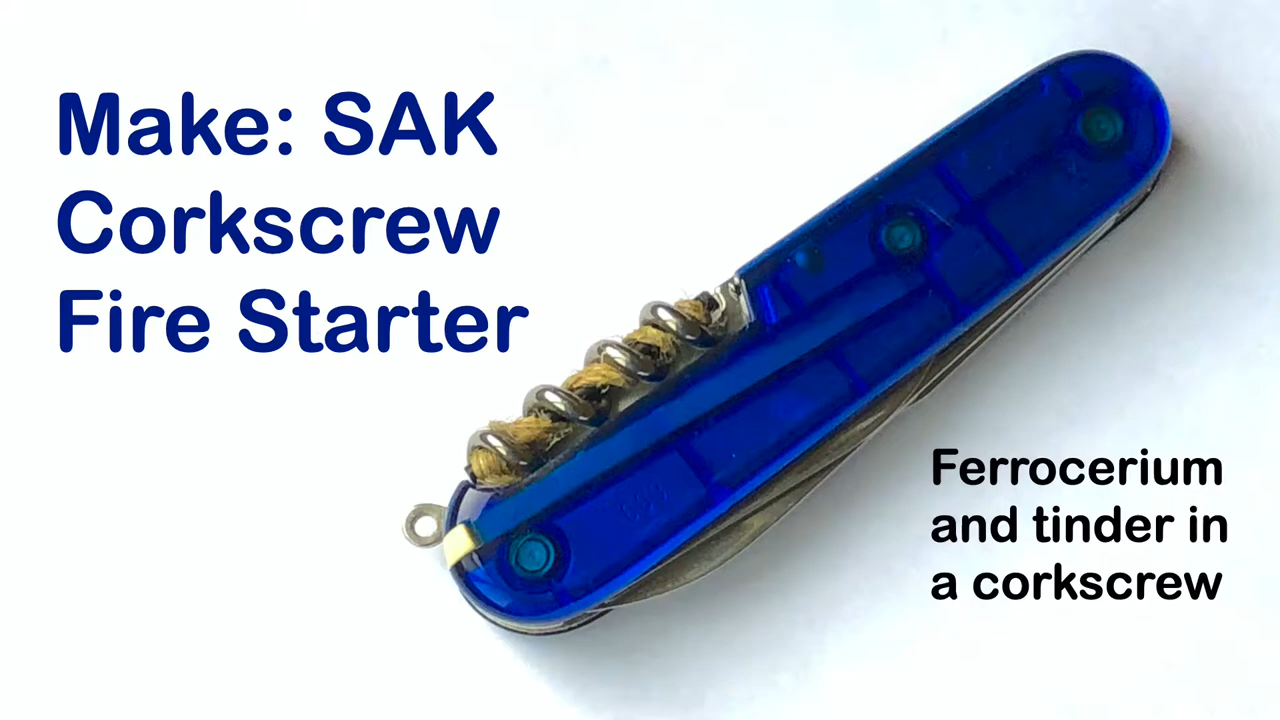 Make: SAK
Corkscrew
Fire Starter
Ferrocerium
and tinder in
a corkscrew